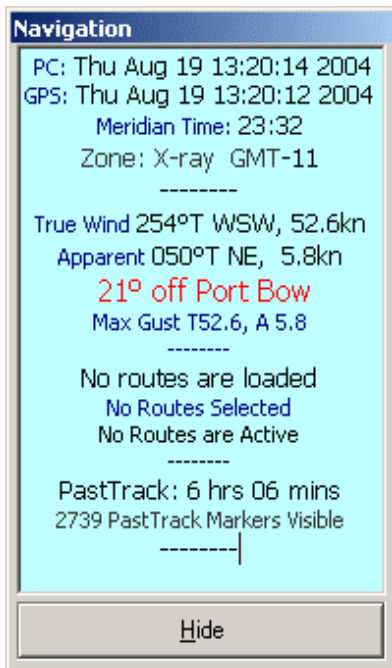 Navigation
PC: Thu Aug 19 13:20:14 2004
GPS: Thu Aug 19 13:20:12 2004
Meridian Time: 23:32
Zone: X-ray GMT-11
--------
True Wind 254ºT WSW, 52.6kn
Apparent 050ºT NE, 5.8kn
21º off Port Bow
Max Gust T52.6, A 5.8
--------
No routes are loaded
No Routes Selected
No Routes are Active
--------
PastTrack: 6 hrs 06 mins
2739 PastTrack Markers Visible
--------
Hide